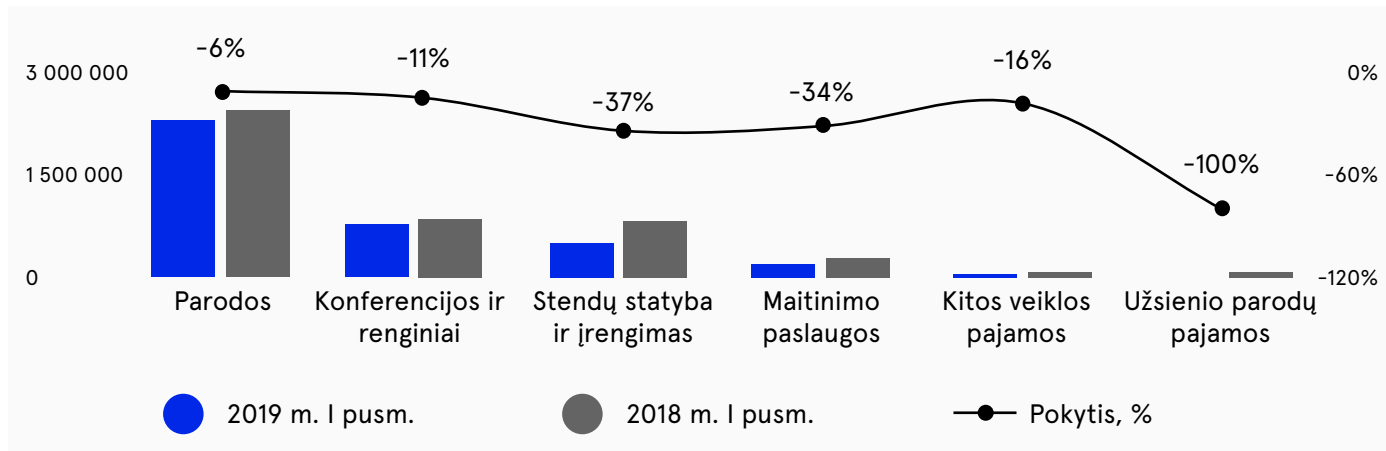 -6%
-11%
-37%
-34%
-16%
-100%
3 000 000
1 500 000
0
0%
-60%
-120%
Parodos
Konferencijos ir
renginiai
Stendų statyba
ir įrengimas
Maitinimo
paslaugos
Kitos veiklos
pajamos
Užsienio parodų
pajamos
2019 m. I pusm.
2018 m. I pusm.
Pokytis, %